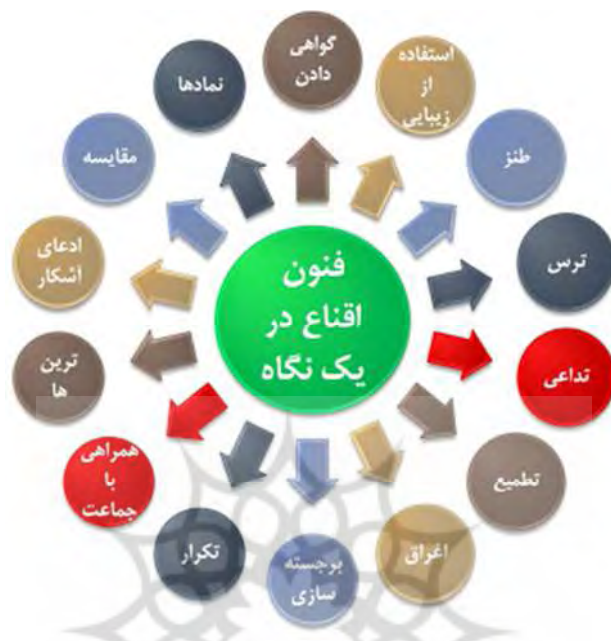 فنون
اقناع در
یک نگاه
گواهی
دادن
استفاده
از
زیبایی
طنز
ترس
تداعی
تطمیع
اغراق
برجسته
سازی
تکرار
همراهی
با
جماعت
ترین
ها
ادعای
آشکار
مقایسه
نمادها